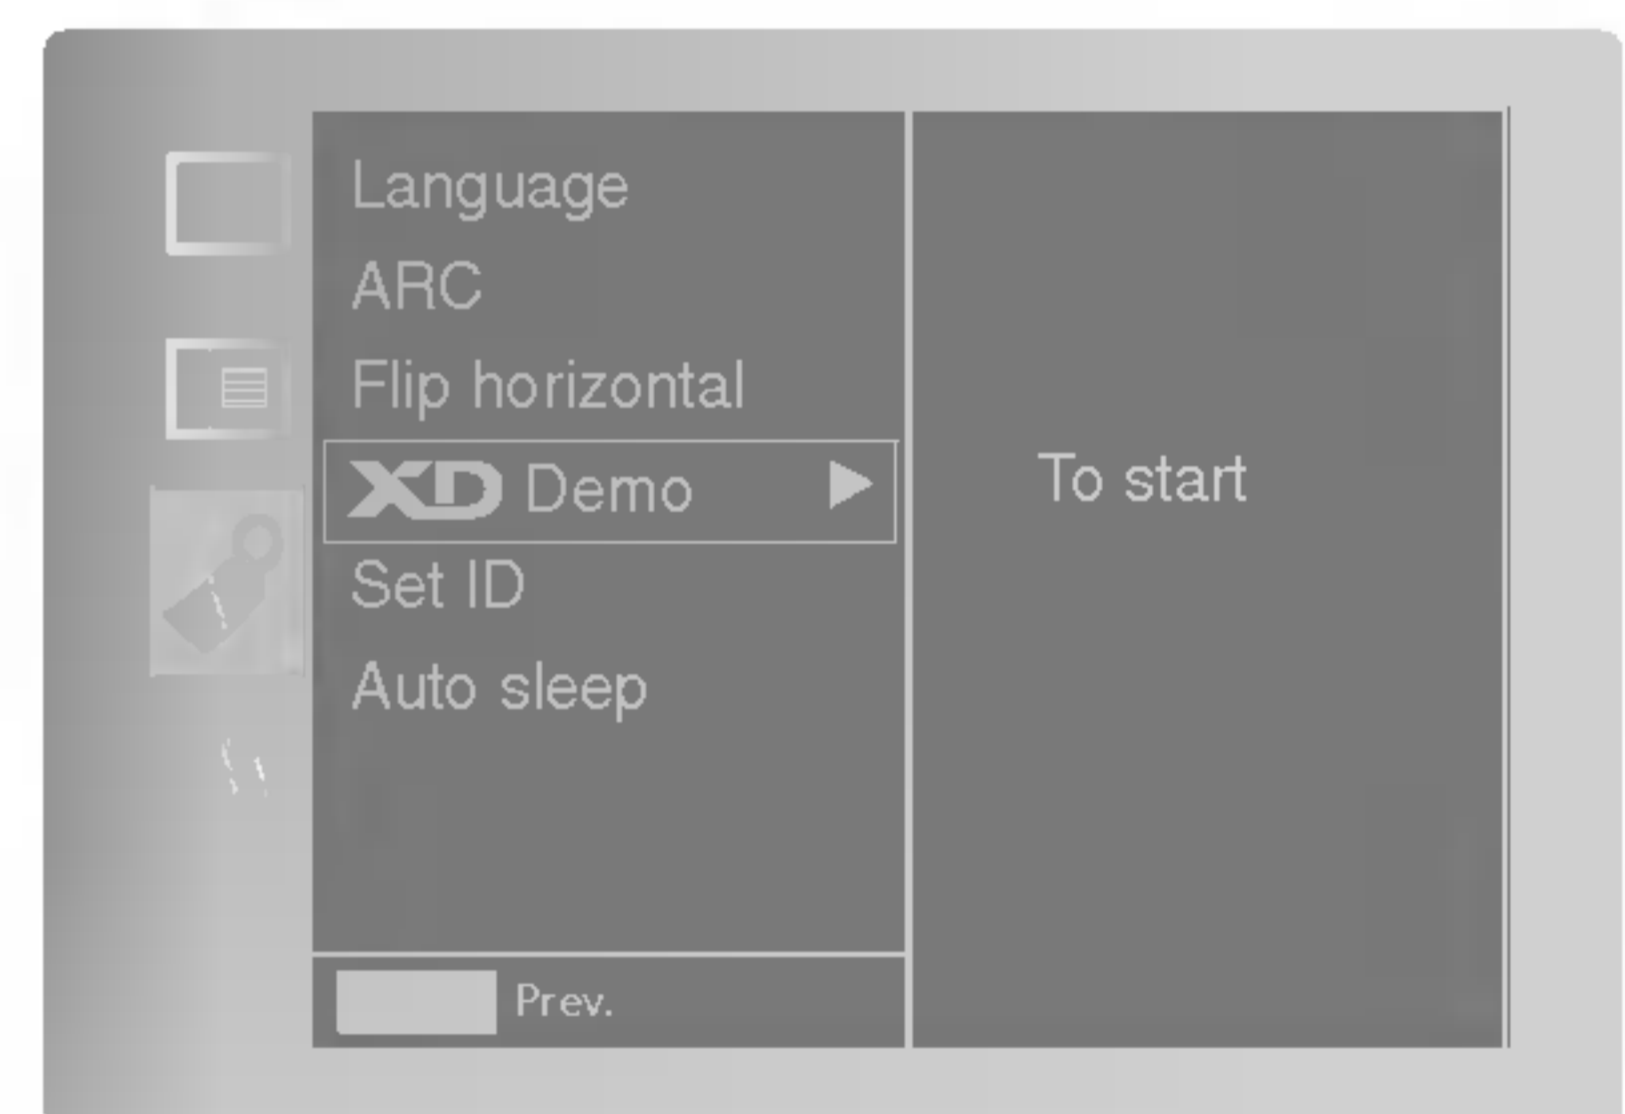 Language
ARC
Flip horizontal
XD Demo
To start
Set ID
Auto sleep
Prev.